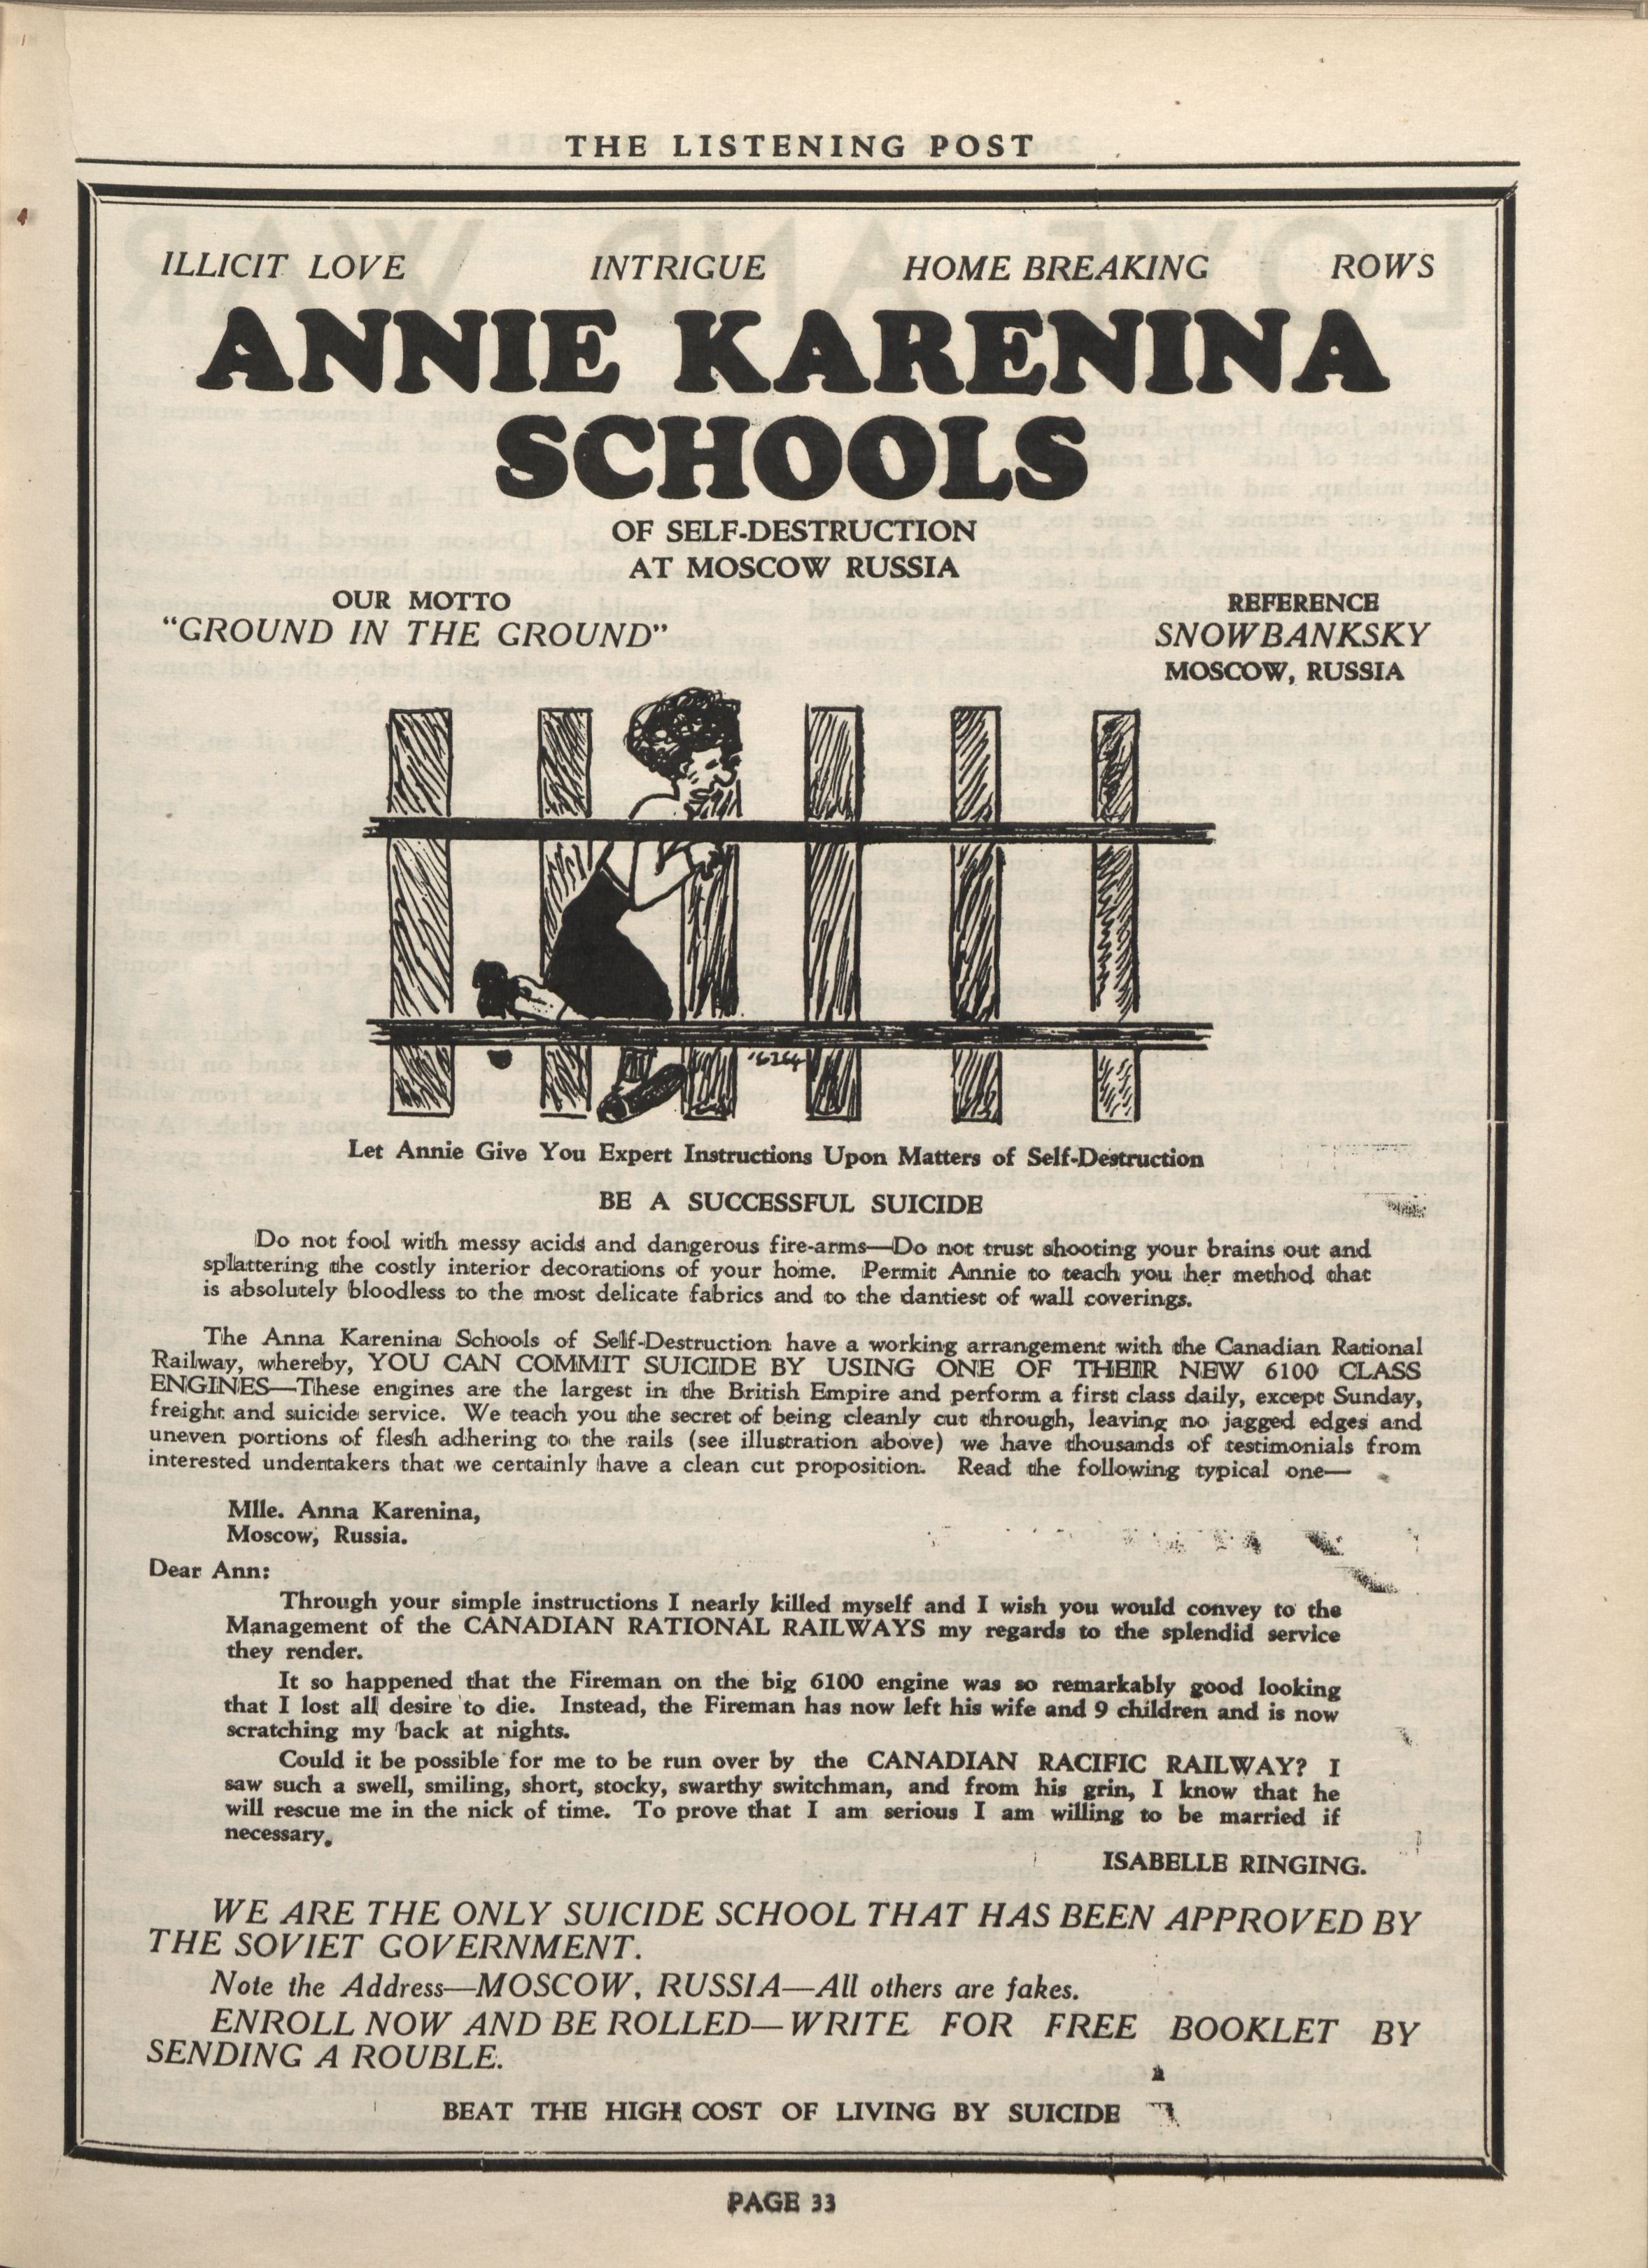 THE LISTENING POST
ILLICIT LOVE INTRIGUE HOME BREAKING ROWS
ANNIE KARENINA
SCHOOLS
OF SELF-DESTRUCTION
AT MOSCOW RUSSIA
OUR MOTTO
"GROUND IN THE GROUND"
REFERENCE
SNOWBANKSKY
MOSCOW, RUSSIA
Let Annie Give You Expert Instructions Upon Matters of Self-Destruction
BE A SUCCESSFUL SUICIDE
Do not fool with messy acids and dangerous fire-arms—Do not trust shooting your brains out and
splattering the costly interior decorations of your home. Permit Annie to teach you her method that
is absolutely bloodless to the most delicate fabrics and to the dantiest of wall coverings.
The Anna Karenina Schools of Self-Destruction have a working arrangement with the Canadian Rational
Railway, whereby, YOU CAN COMMIT SUICIDE BY USING ONE OF THEIR NEW 6100 CLASS
ENGINES—These engines are the largest in the British Empire and perform a first class daily, except Sunday,
freight and suicide service. We teach you the secret of being cleanly cut through, leaving no jagged edges and
uneven portions of flesh adhering to the rails (see illustration above) we have thousands of testimonials from
interested undertakers that we certainly have a clean cut proposition. Read the following typical one—
Mlle. Anna Karenina,
Moscow, Russia.
Dear Ann:
Through your simple instructions I nearly killed myself and I wish you would convey to the
Management of the CANADIAN RATIONAL RAILWAYS my regards to the splendid service
they render.
It so happened that the Fireman on the big 6100 engine was so remarkably good looking
that I lost all desire to die. Instead, the Fireman has now left his wife and 9 children and is now
scratching my back at nights.
Could it be possible for me to be run over by the CANADIAN RACIFIC RAILWAY? I
saw such a swell, smiling, short, stocky, swarthy switchman, and from his grin, I know that he
will rescue me in the nick of time. To prove that I am serious I am willing to be married if
necessary.
ISABELLE RINGING.
WE ARE THE ONLY SUICIDE SCHOOL THAT HAS BEEN APPROVED BY
THE SOVIET GOVERNMENT.
Note the Address—MOSCOW, RUSSIA—All others are fakes.
ENROLL NOW AND BE ROLLED—WRITE FOR FREE BOOKLET BY
SENDING A ROUBLE.
BEAT THE HIGH COST OF LIVING BY SUICIDE
PAGE 33